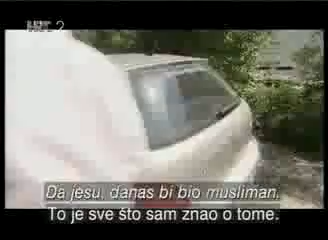 HRT 2
Da jesu, danas bi bio musliman.
To je sve što sam znao o tome.